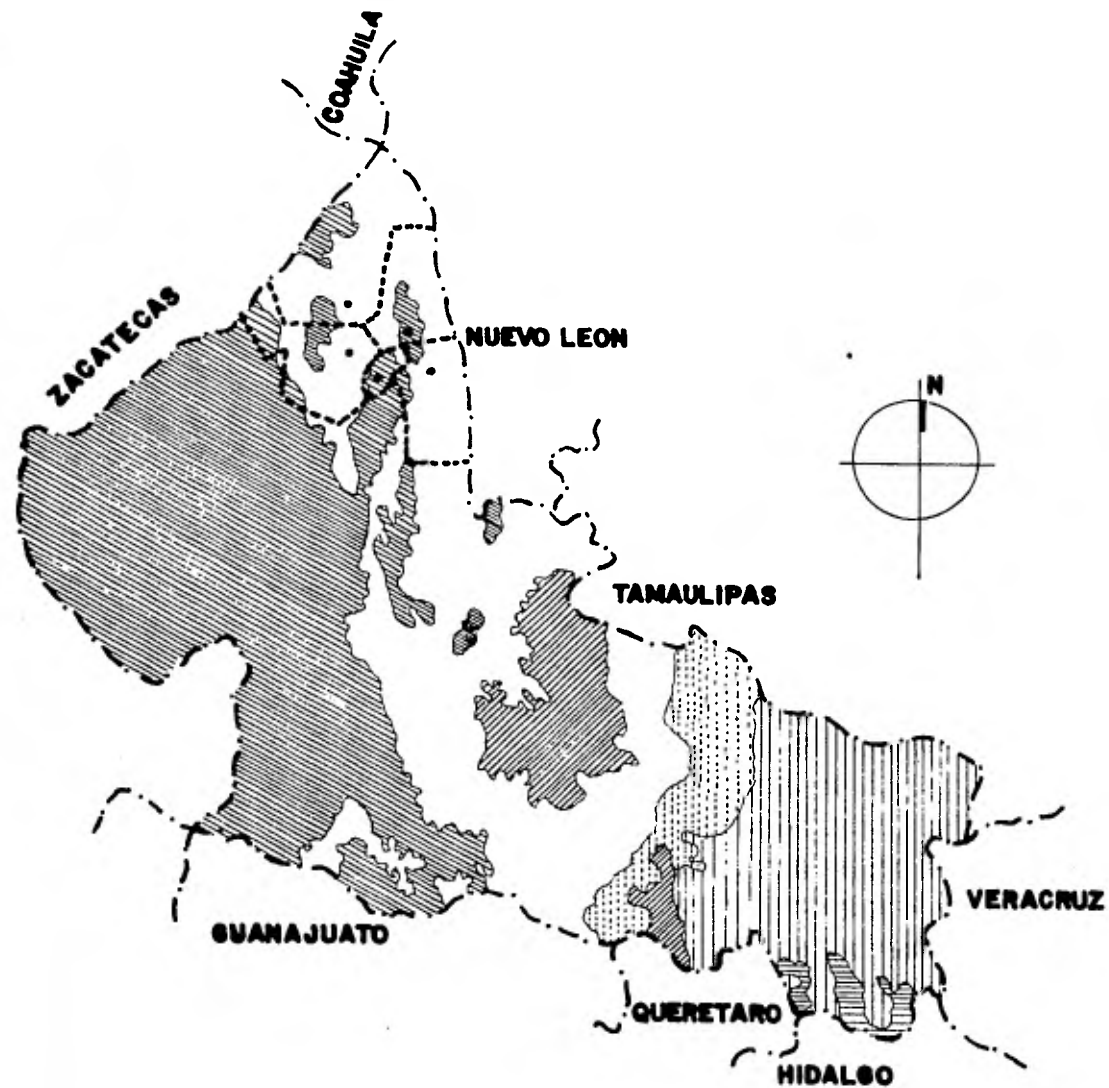 COAHUILA
ZACATECAS
NUEVO LEON
N
TAMAULIPAS
VERACRUZ
GUANAJUATO
QUERETARO
HIDALGO